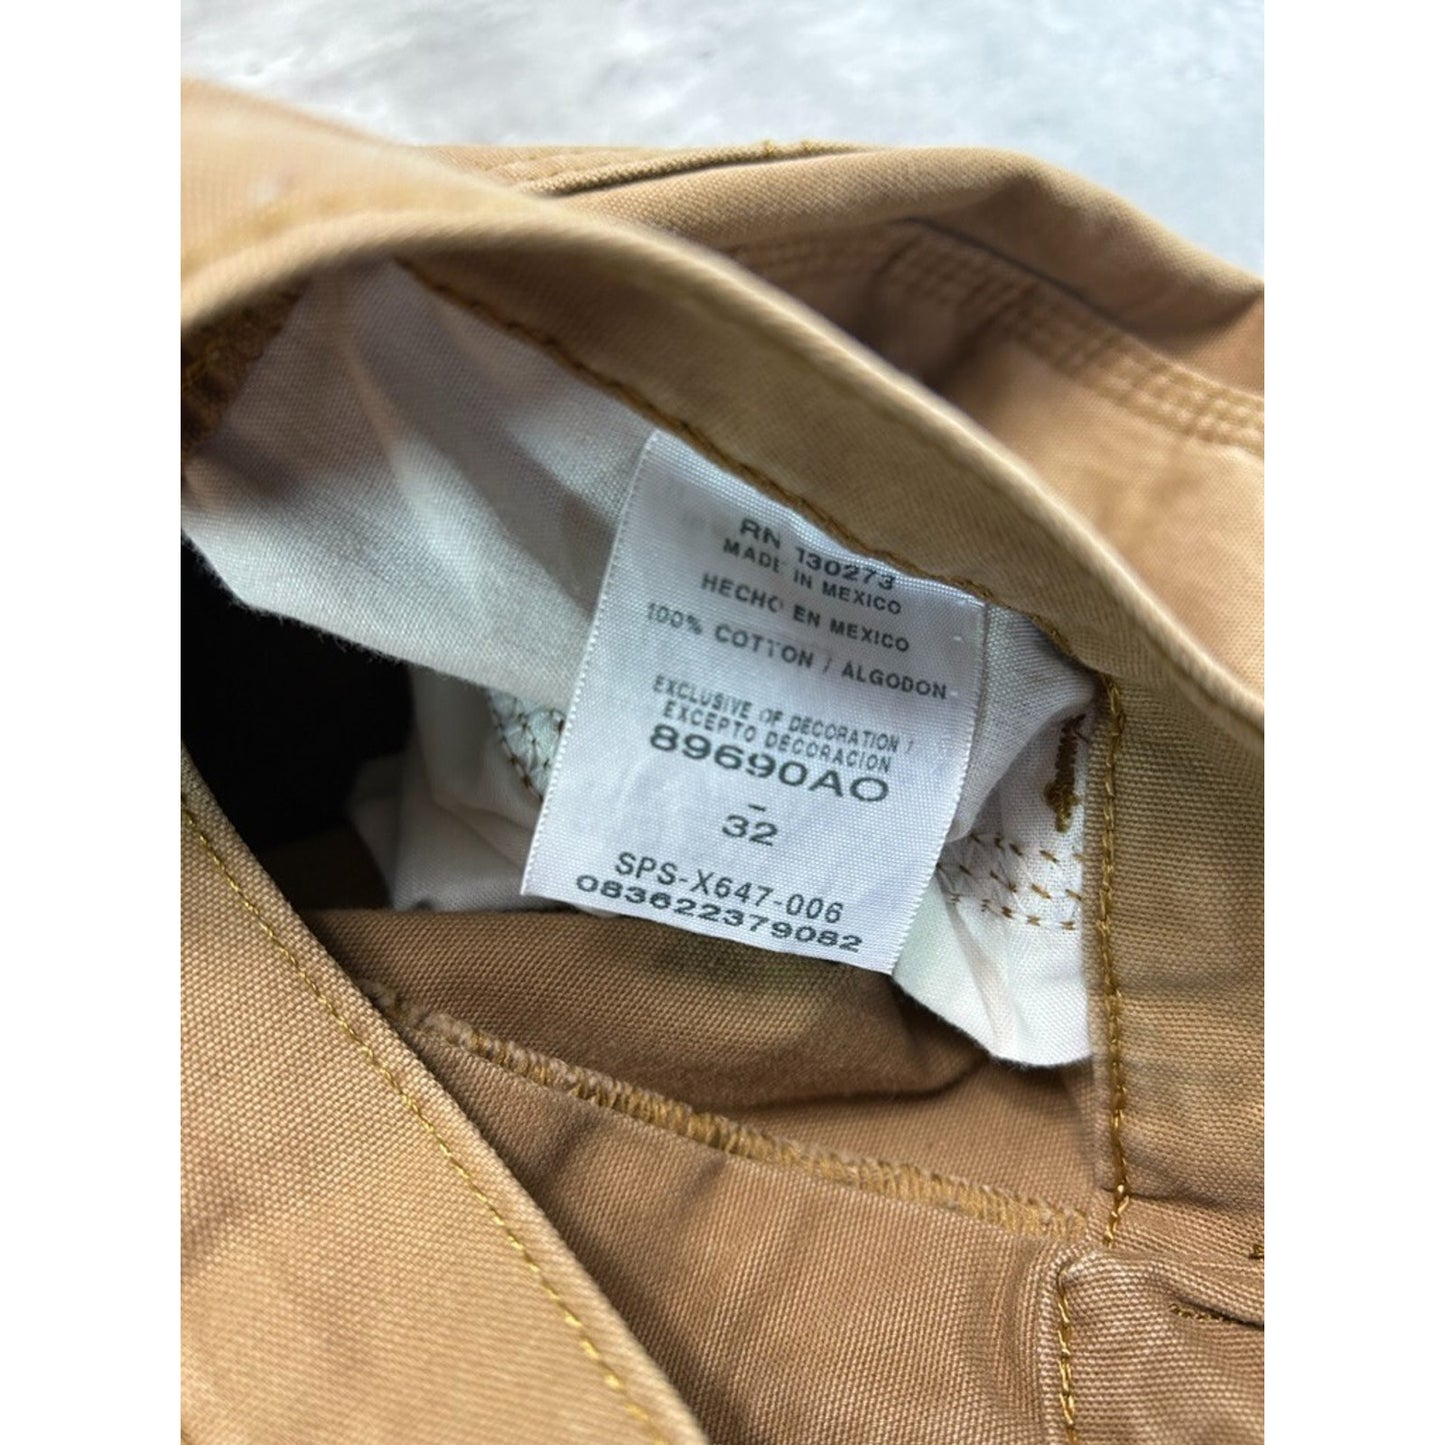 RN 130273
MADE IN MEXICO
HECHO EN MEXICO
100% COTTON / ALGODON
EXCLUSIVE OF DECORATION /
EXCEPTO DECORACION
89690AO
-
32
SPS-X647-006
083622379082